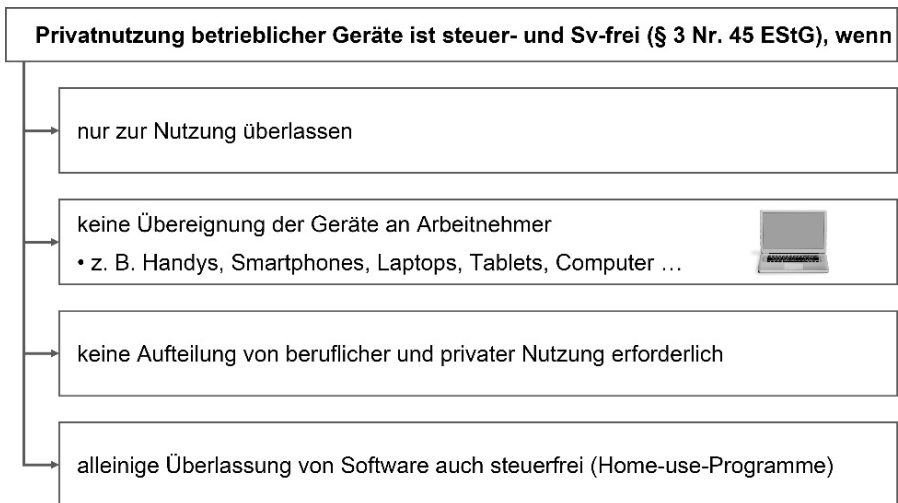 Privatnutzung betrieblicher Geräte ist steuer- und Sv-frei (§ 3 Nr. 45 EStG), wenn
nur zur Nutzung überlassen
keine Übereignung der Geräte an Arbeitnehmer
• z. B. Handys, Smartphones, Laptops, Tablets, Computer …
keine Aufteilung von beruflicher und privater Nutzung erforderlich
alleinige Überlassung von Software auch steuerfrei (Home-use-Programme)